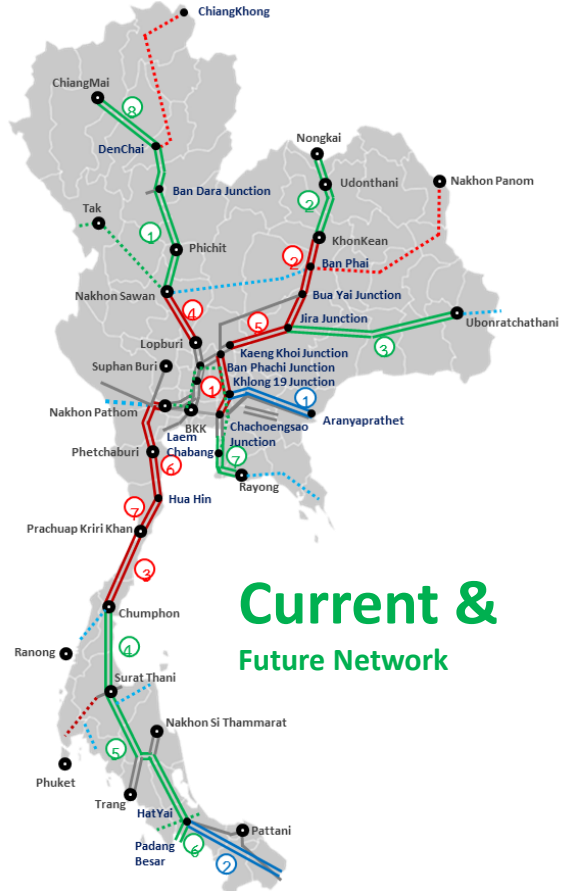 ChiangKhong
ChiangMai
8
DenChai
Nongkai
Ban Dara Junction
Udonthani
Nakhon Panom
Tak
2
1
Phichit
KhonKean
2
Ban Phai
Nakhon Sawan
Bua Yai Junction
4
5
Jira Junction
Ubonratchathani
Lopburi
3
Kaeng Khoi Junction
Suphan Buri
Ban Phachi Junction
1
Khlong 19 Junction
1
Nakhon Pathom
BKK
Chachoengsao
Junction
Aranyaprathet
Laem
Chabang
Phetchaburi
6
7
Rayong
Hua Hin
7
Prachuap Kriri Khan
3
Current &
Future Network
Chumphon
4
Ranong
Surat Thani
Nakhon Si Thammarat
5
Phuket
Trang
HatYai
Pattani
Padang
Besar
6
2